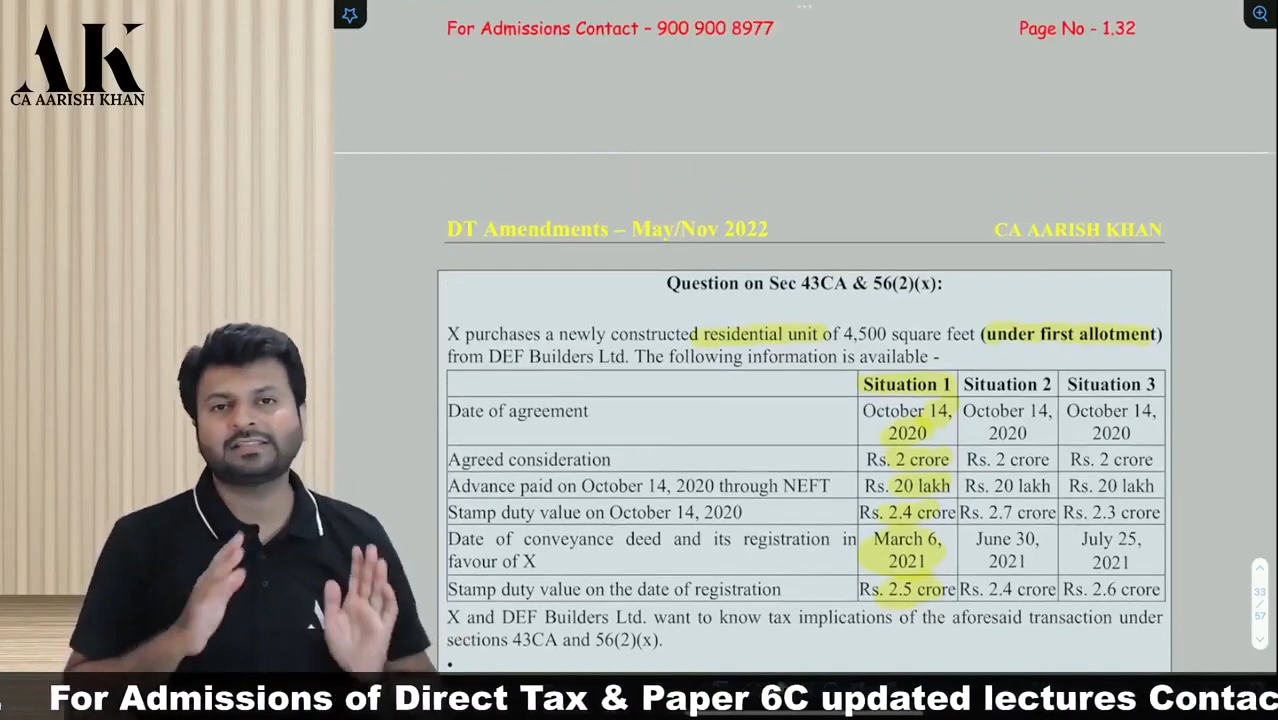 For Admissions Contact – 900 900 8977 Page No - 1.32
AK
CA AARISH KHAN
DT Amendments – May/Nov 2022 CA AARISH KHAN
Question on Sec 43CA & 56(2)(x):
X purchases a newly constructed residential unit of 4,500 square feet (under first allotment)
from DEF Builders Ltd. The following information is available -
Situation 1 Situation 2 Situation 3
Date of agreement October 14, 2020 October 14, 2020 October 14, 2020
Agreed consideration Rs. 2 crore Rs. 2 crore Rs. 2 crore
Advance paid on October 14, 2020 through NEFT Rs. 20 lakh Rs. 20 lakh Rs. 20 lakh
Stamp duty value on October 14, 2020 Rs. 2.4 crore Rs. 2.7 crore Rs. 2.3 crore
Date of conveyance deed and its registration in favour of X March 6, 2021 June 30, 2021 July 25, 2021
Stamp duty value on the date of registration Rs. 2.5 crore Rs. 2.4 crore Rs. 2.6 crore
X and DEF Builders Ltd. want to know tax implications of the aforesaid transaction under
sections 43CA and 56(2)(x).
33
/
57
For Admissions of Direct Tax & Paper 6C updated lectures Contac